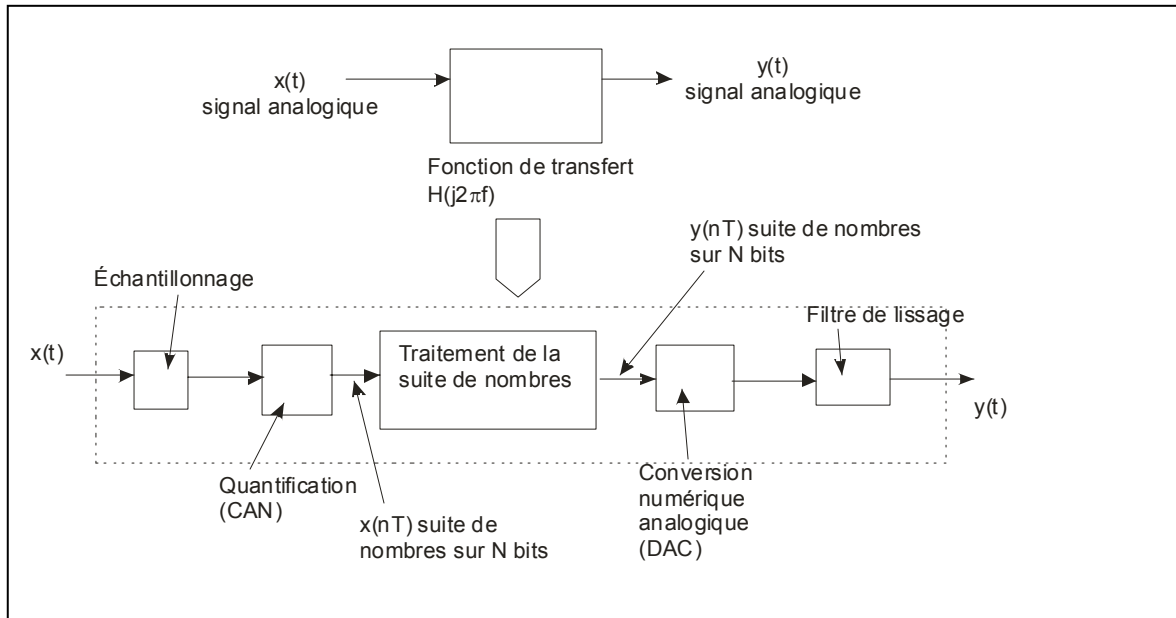 x(t)
signal analogique
y(t)
signal analogique
Fonction de transfert
H(j2πf)
y(nT) suite de nombres
sur N bits
Échantillonnage
Filtre de lissage
x(t)
Traitement de la
suite de nombres
y(t)
Quantification
(CAN)
x(nT) suite de
nombres sur N bits
Conversion
numérique
analogique
(DAC)